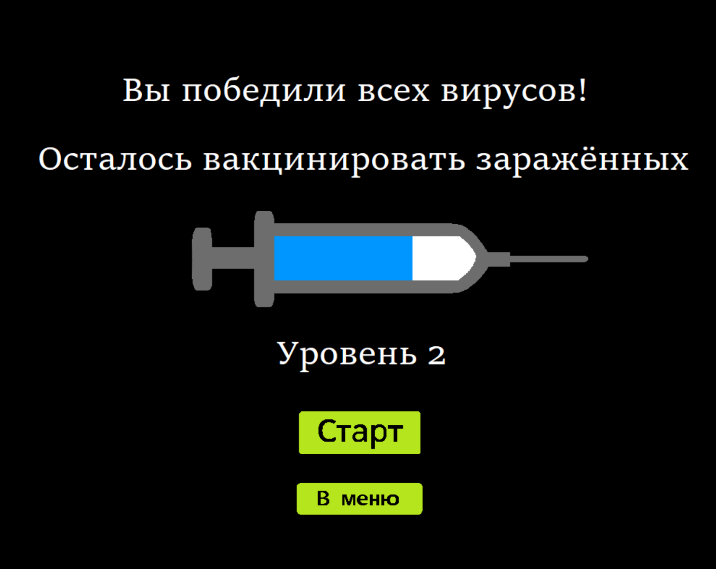 Вы победили всех вирусов!
Осталось вакцинировать заражённых
Уровень 2
Старт
В меню